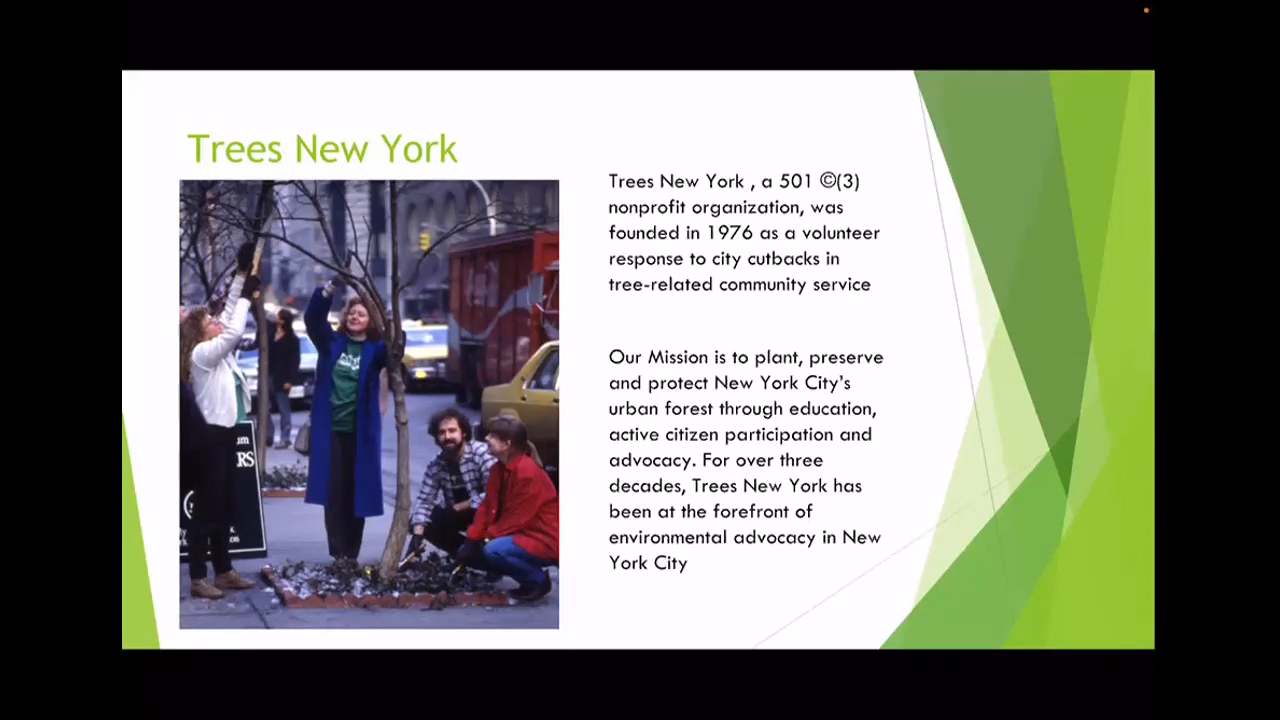 Trees New York
Trees New York , a 501 ©(3)
nonprofit organization, was
founded in 1976 as a volunteer
response to city cutbacks in
tree-related community service
Our Mission is to plant, preserve
and protect New York City’s
urban forest through education,
active citizen participation and
advocacy. For over three
decades, Trees New York has
been at the forefront of
environmental advocacy in New
York City